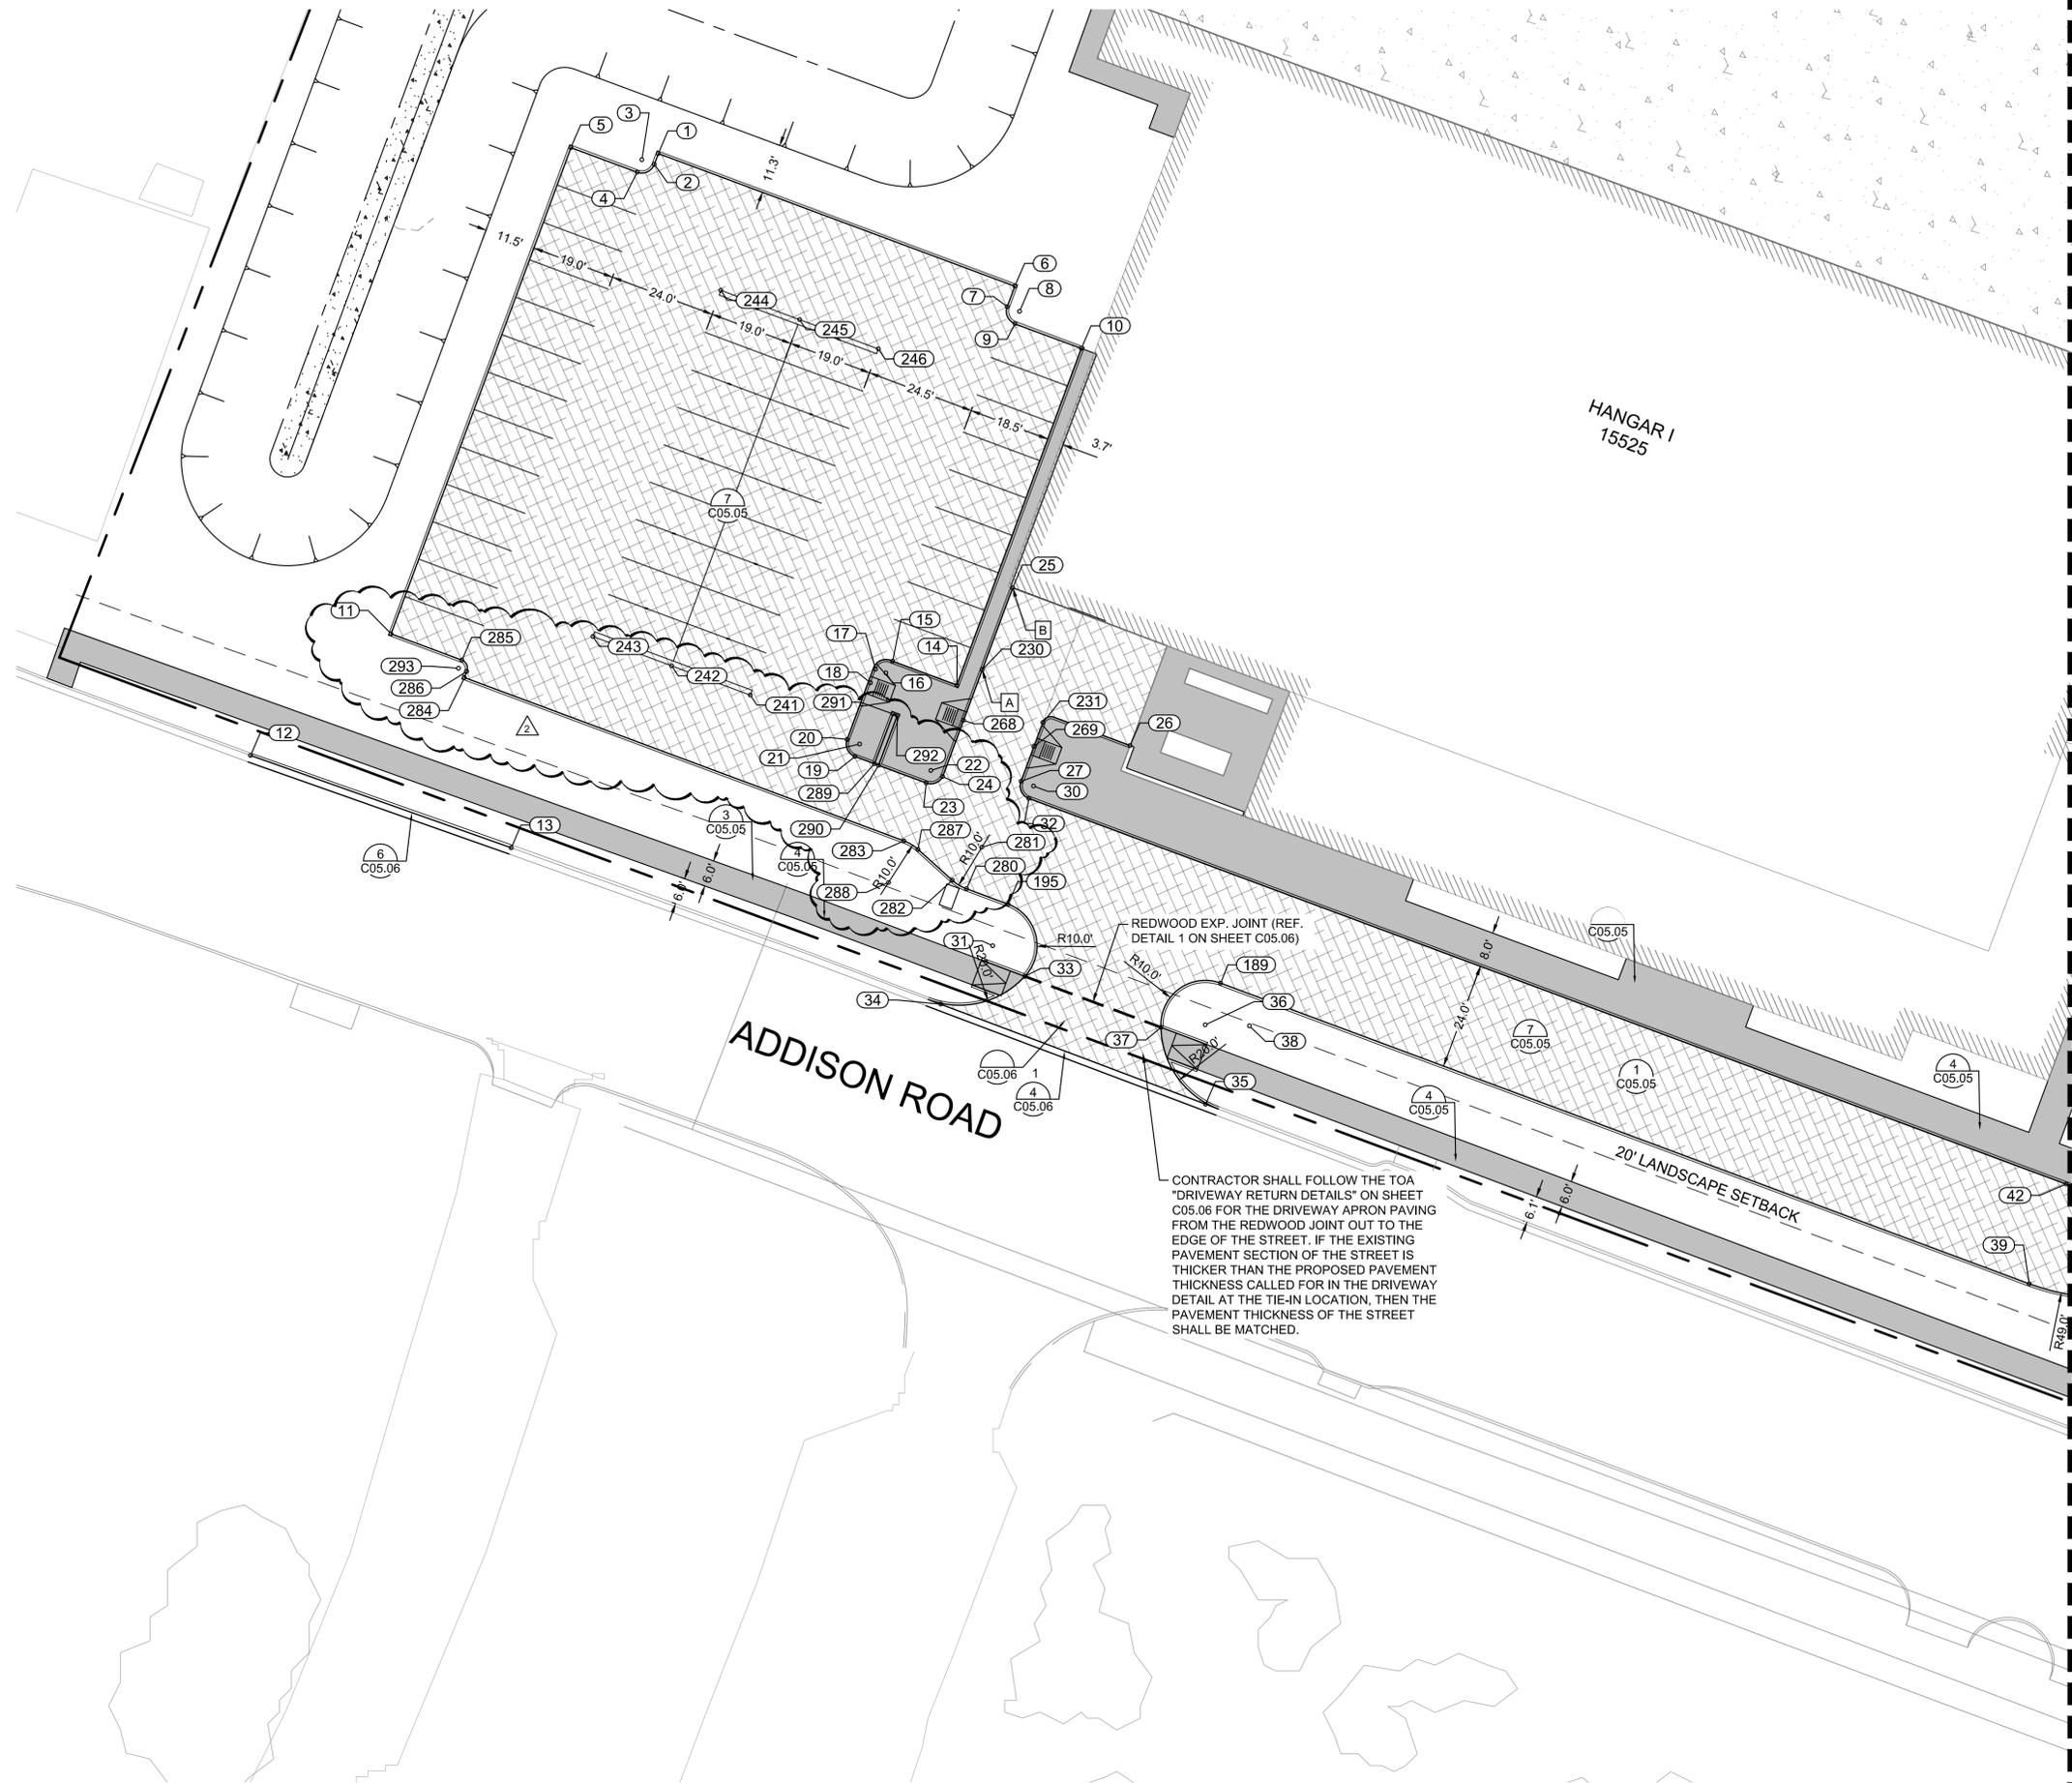 3
5
1
2
4
11.3'
6
7
8
9
10
11.5'
19.0'
24.0'
19.0'
19.0'
24.5'
18.5'
3.7'
244
245
246
HANGAR I
15525
7
C05.05
25
B
11
285
293
286
284
243
242
241
17
15
14
230
18
16
A
291
268
231
269
26
20
21
292
22
19
24
27
30
289
23
290
32
12
2
13
6
C05.06
3
C05.05
4
C05.05
287
283
R10.0'
281
R10.0'
280
288
195
282
6.0'
6.0'
31
R20.0'
R10.0'
REDWOOD EXP. JOINT (REF.
DETAIL 1 ON SHEET C05.06)
33
34
R10.0'
189
36
37
38
R20.0'
35
8.0'
24.0'
C05.05
7
C05.05
1
C05.05
4
C05.05
4
C05.05
ADDISON ROAD
C05.06
1
4
C05.06
20' LANDSCAPE SETBACK
42
39
6.1'
6.0'
R49.0'
CONTRACTOR SHALL FOLLOW THE TOA
"DRIVEWAY RETURN DETAILS" ON SHEET
C05.06 FOR THE DRIVEWAY APRON PAVING
FROM THE REDWOOD JOINT OUT TO THE
EDGE OF THE STREET. IF THE EXISTING
PAVEMENT SECTION OF THE STREET IS
THICKER THAN THE PROPOSED PAVEMENT
THICKNESS CALLED FOR IN THE DRIVEWAY
DETAIL AT THE TIE-IN LOCATION, THEN THE
PAVEMENT THICKNESS OF THE STREET
SHALL BE MATCHED.